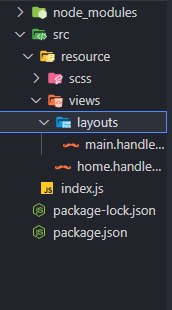 node_modules
src
resource
scss
views
layouts
main.handle...
home.handle...
index.js
package-lock.json
package.json